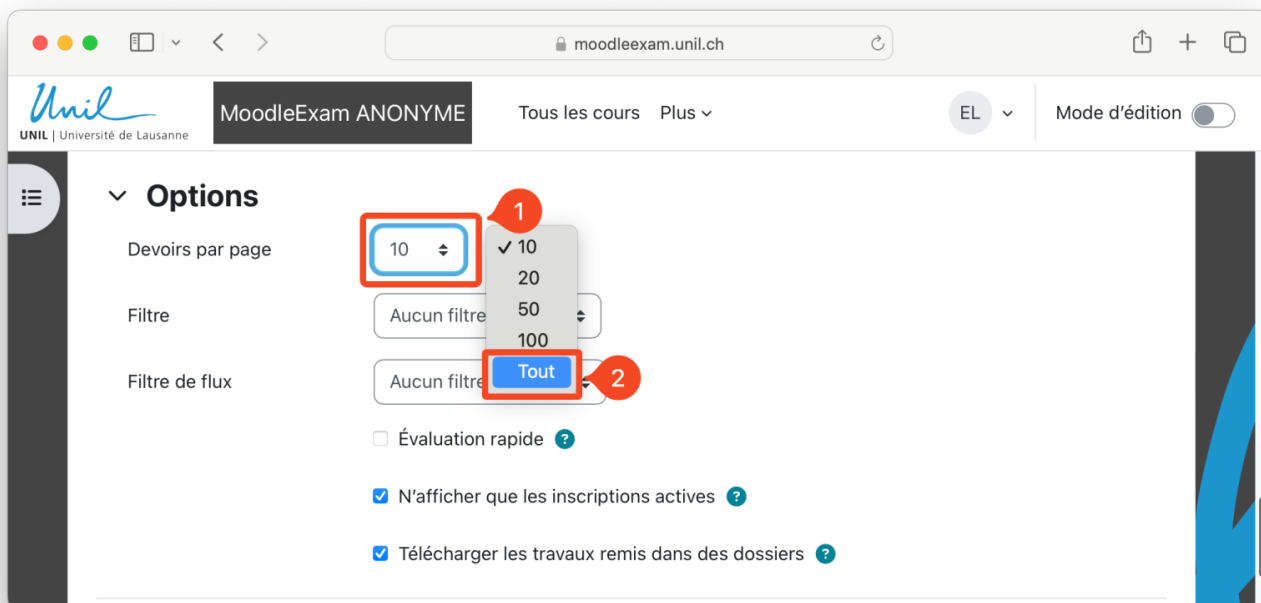 moodleexam.unil.ch
Unil
UNIL | Université de Lausanne
MoodleExam ANONYME
Tous les cours
Plus
EL
Mode d'édition
Options
1
Devoirs par page
10
10
20
50
100
Tout
2
Filtre
Aucun filtre
Filtre de flux
Aucun filtre
Évaluation rapide ?
N'afficher que les inscriptions actives ?
Télécharger les travaux remis dans des dossiers ?